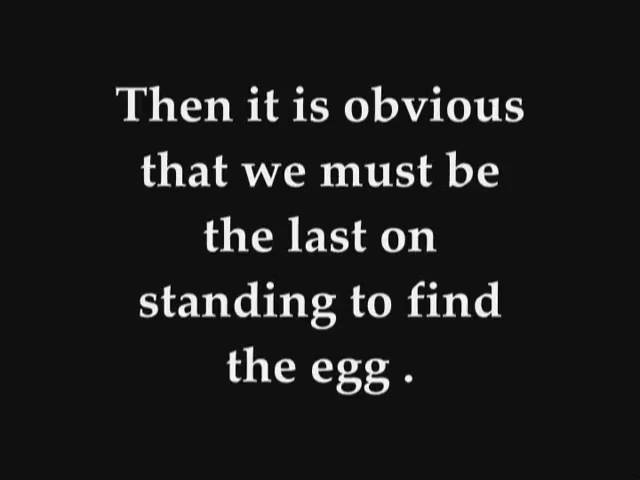 Then it is obvious
that we must be
the last on
standing to find
the egg .